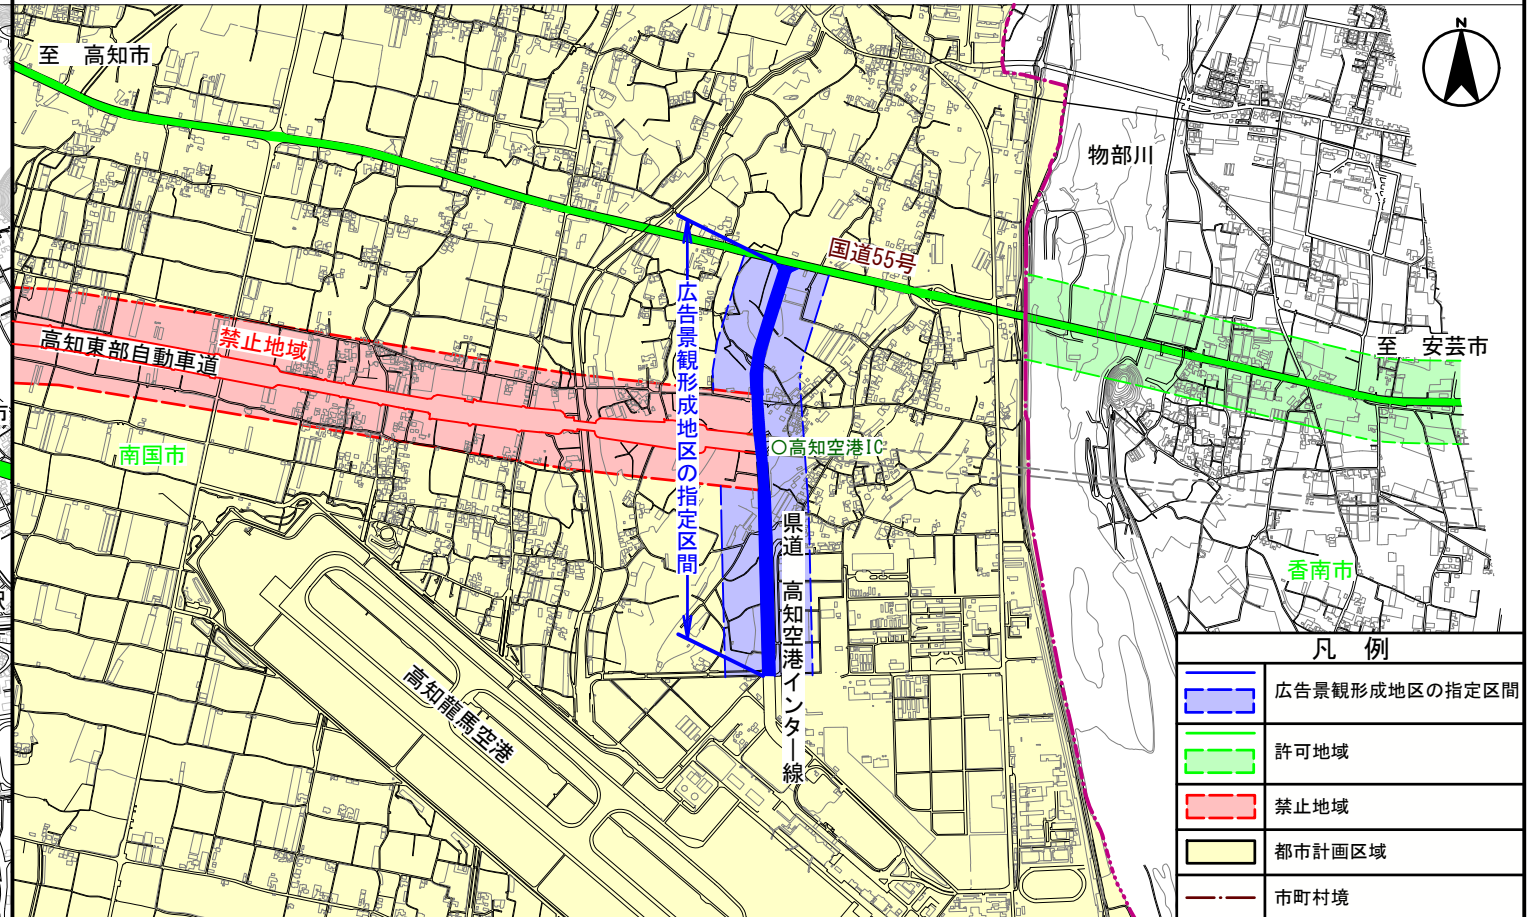 至 高知市
N
物部川
国道55号
広告景観形成地区の指定区間
禁止地域
高知東部自動車道
至 安芸市
南国市
○高知空港IC
県道 高知空港インター線
香南市
高知龍馬空港
凡 例
広告景観形成地区の指定区間
許可地域
禁止地域
都市計画区域
市町村境